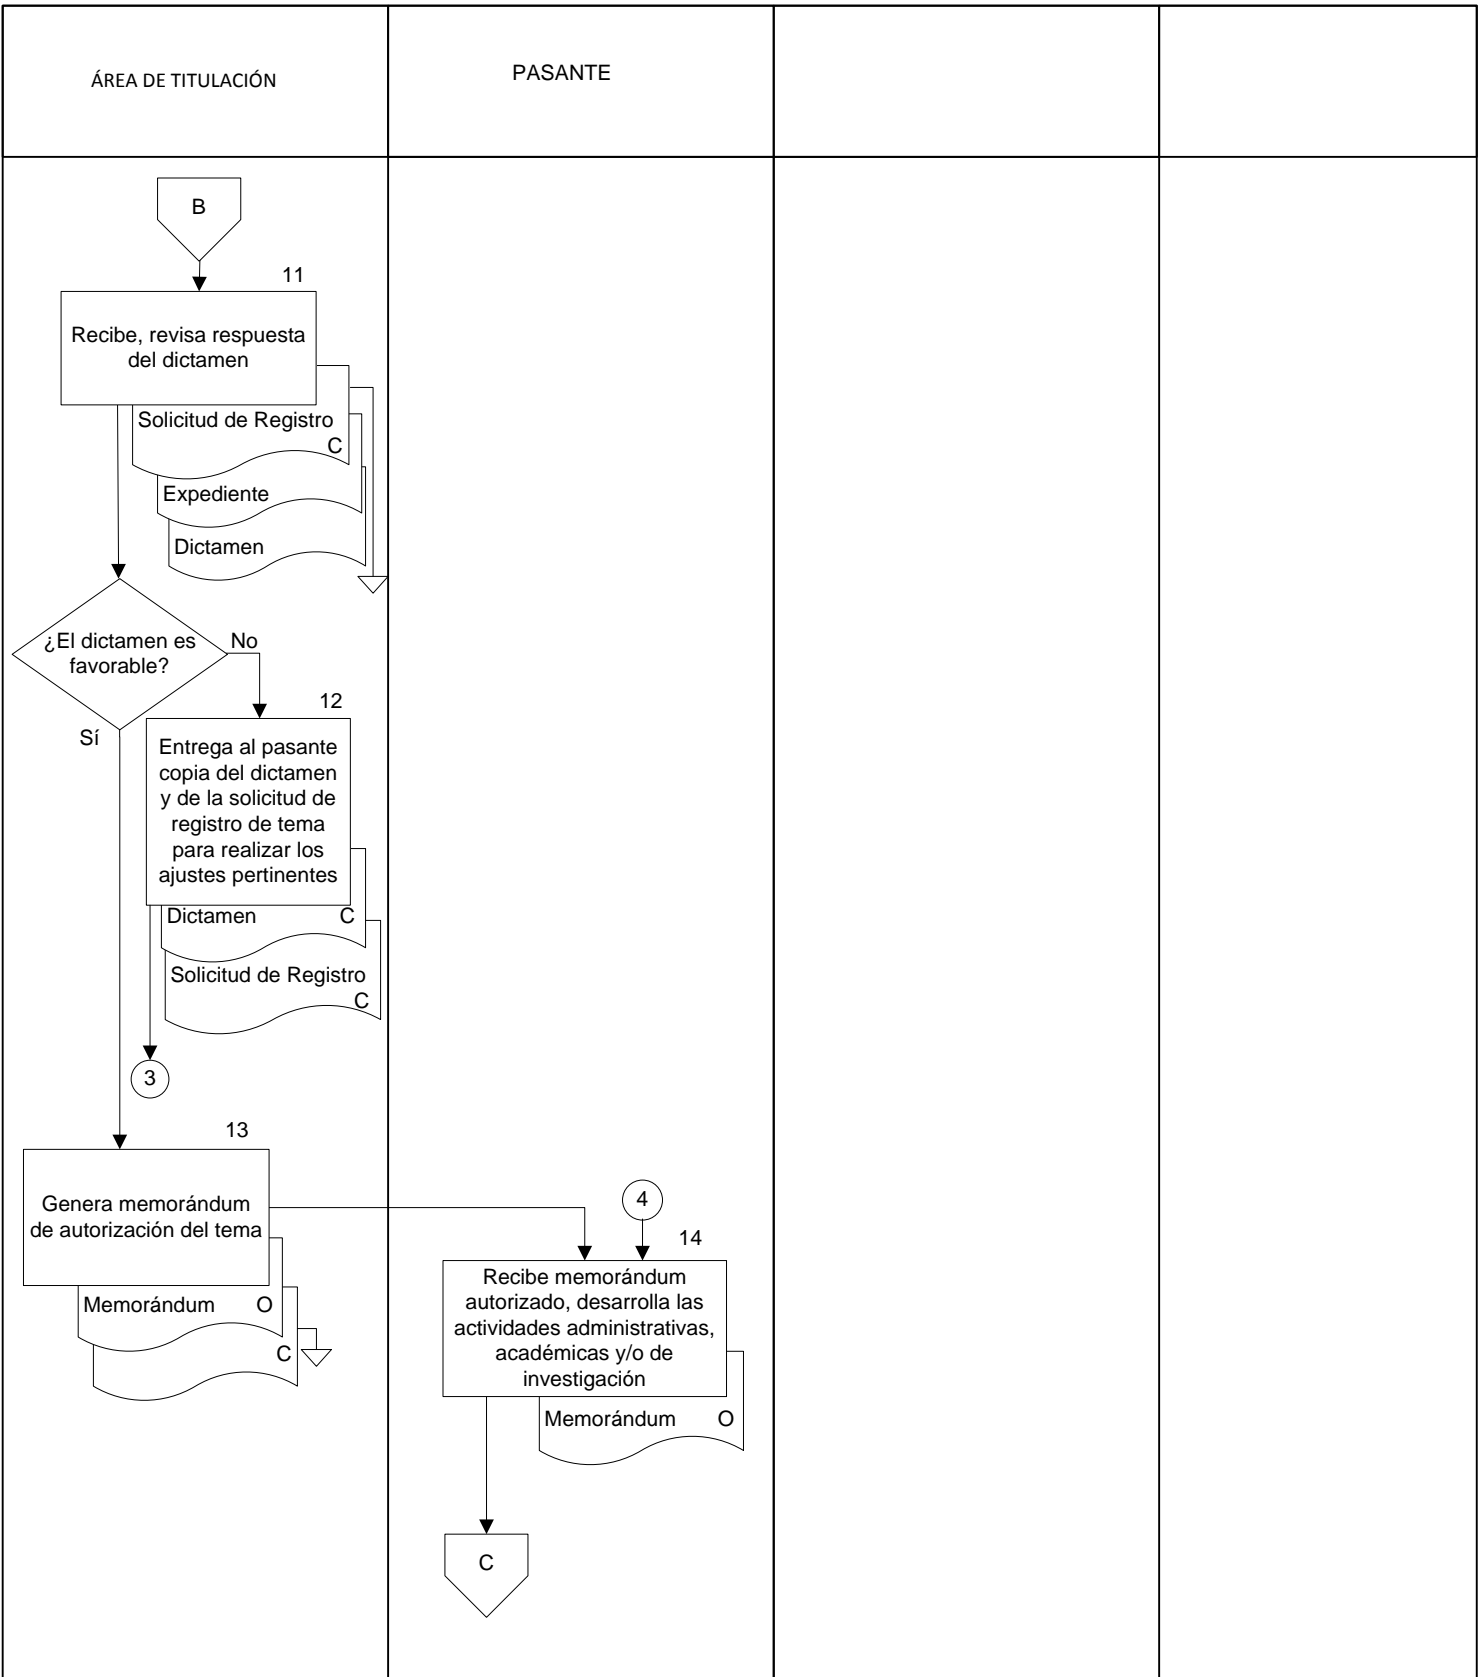 ÁREA DE TITULACIÓN
PASANTE
B
11
Recibe, revisa respuesta
del dictamen
Solicitud de Registro
C
Expediente
Dictamen
¿El dictamen es
favorable?
No
Sí
12
Entrega al pasante
copia del dictamen
y de la solicitud de
registro de tema
para realizar los
ajustes pertinentes
Dictamen C
Solicitud de Registro
C
3
13
Genera memorándum
de autorización del tema
Memorándum O
C
4
14
Recibe memorándum
autorizado, desarrolla las
actividades administrativas,
académicas y/o de
investigación
Memorándum O
C